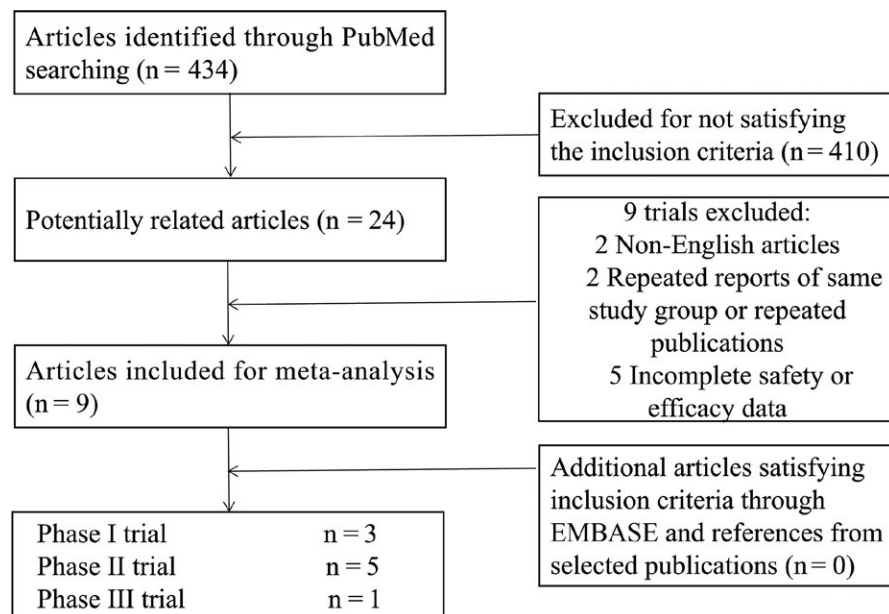 Articles identified through PubMed
searching (n = 434)
Excluded for not satisfying
the inclusion criteria (n = 410)
Potentially related articles (n = 24)
9 trials excluded:
2 Non-English articles
2 Repeated reports of same
study group or repeated
publications
5 Incomplete safety or
efficacy data
Articles included for meta-analysis
(n = 9)
Additional articles satisfying
inclusion criteria through
EMBASE and references from
selected publications (n = 0)
Phase I trial n = 3
Phase II trial n = 5
Phase III trial n = 1